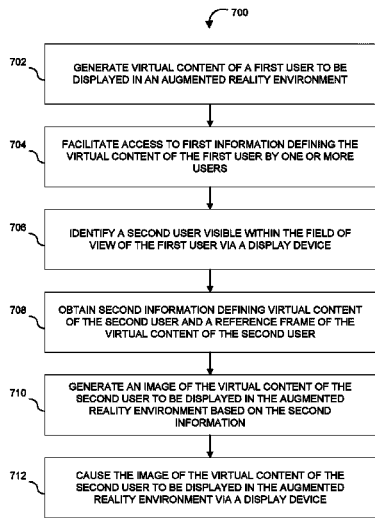 700
702
GENERATE VIRTUAL CONTENT OF A FIRST USER TO BE
DISPLAYED IN AN AUGMENTED REALITY ENVIRONMENT
704
FACILITATE ACCESS TO FIRST INFORMATION DEFINING THE
VIRTUAL CONTENT OF THE FIRST USER BY ONE OR MORE
USERS
706
IDENTIFY A SECOND USER VISIBLE WITHIN THE FIELD OF
VIEW OF THE FIRST USER VIA A DISPLAY DEVICE
708
OBTAIN SECOND INFORMATION DEFINING VIRTUAL CONTENT
OF THE SECOND USER AND A REFERENCE FRAME OF THE
VIRTUAL CONTENT OF THE SECOND USER
710
GENERATE AN IMAGE OF THE VIRTUAL CONTENT OF THE
SECOND USER TO BE DISPLAYED IN THE AUGMENTED
REALITY ENVIRONMENT BASED ON THE SECOND
INFORMATION
712
CAUSE THE IMAGE OF THE VIRTUAL CONTENT OF THE
SECOND USER TO BE DISPLAYED IN THE AUGMENTED
REALITY ENVIRONMENT VIA A DISPLAY DEVICE